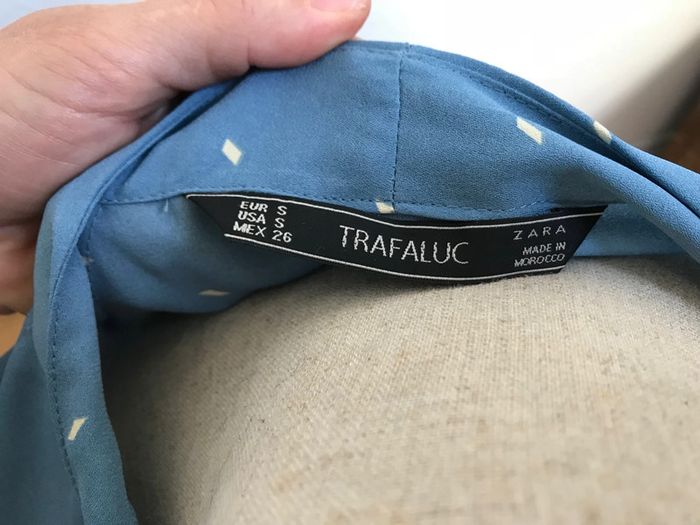 EUR S
USA S
MEX 26
TRAFALUC
ZARA
MADE IN
MOROCCO